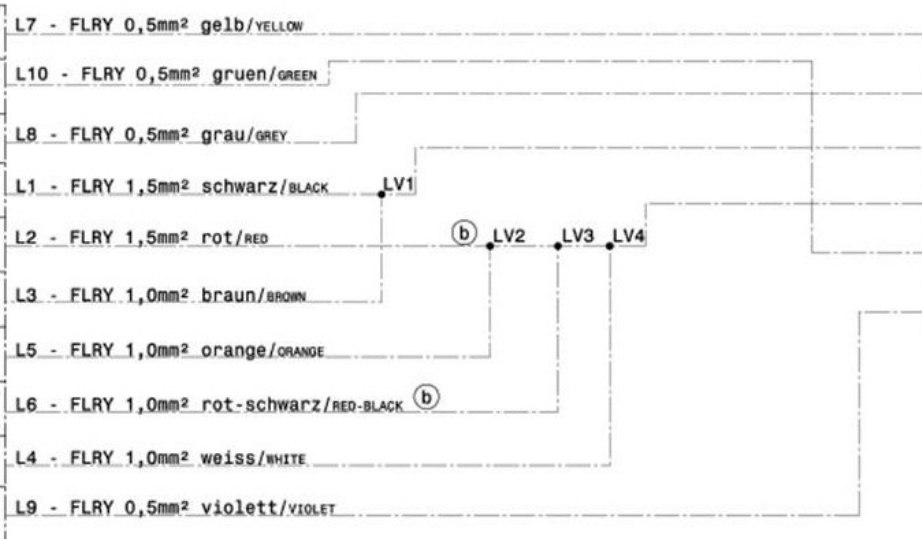 L7 - FLRY 0,5mm² gelb/YELLOW
L10 - FLRY 0,5mm² gruen/GREEN
L8 - FLRY 0,5mm² grau/GREY
L1 - FLRY 1,5mm² schwarz/BLACK LV1
L2 - FLRY 1,5mm² rot/RED b LV2 LV3 LV4
L3 - FLRY 1,0mm² braun/BROWN
L5 - FLRY 1,0mm² orange/ORANGE
L6 - FLRY 1,0mm² rot-schwarz/RED-BLACK b
L4 - FLRY 1,0mm² weiss/WHITE
L9 - FLRY 0,5mm² violett/VIOLET